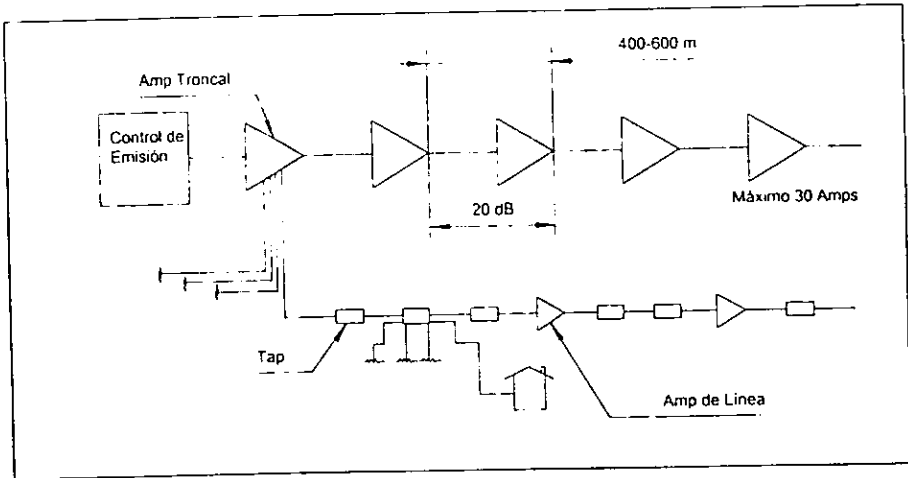 400-600 m
Amp Troncal
Control de
Emisión
20 dB
Máximo 30 Amps
Tap
Amp de Linea